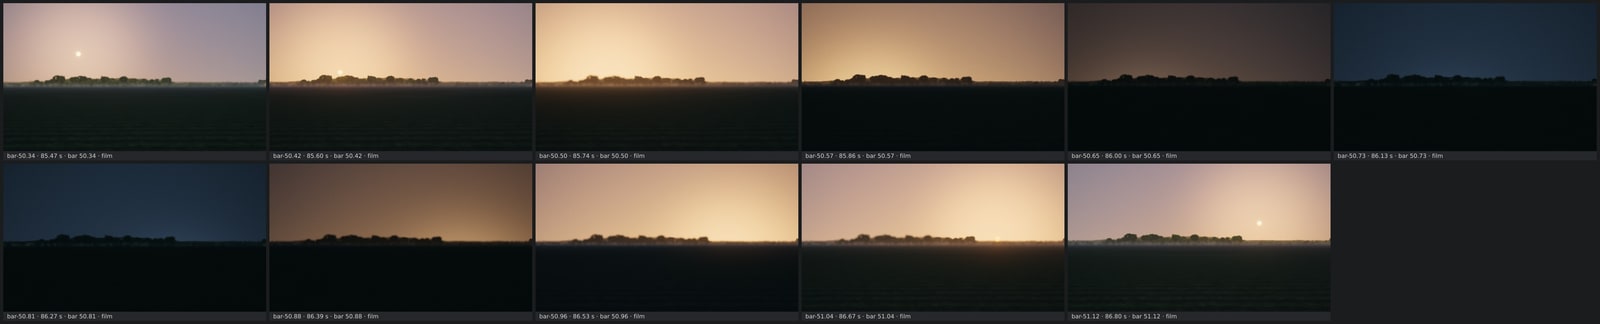 bar-50.34 · 85.47 s · bar 50.34 · film
bar-50.42 · 85.60 s · bar 50.42 · film
bar-50.50 · 85.74 s · bar 50.50 · film
bar-50.57 · 85.86 s · bar 50.57 · film
bar-50.65 · 86.00 s · bar 50.65 · film
bar-50.73 · 86.13 s · bar 50.73 · film
bar-50.81 · 86.27 s · bar 50.81 · film
bar-50.88 · 86.39 s · bar 50.88 · film
bar-50.96 · 86.53 s · bar 50.96 · film
bar-51.04 · 86.67 s · bar 51.04 · film
bar-51.12 · 86.80 s · bar 51.12 · film